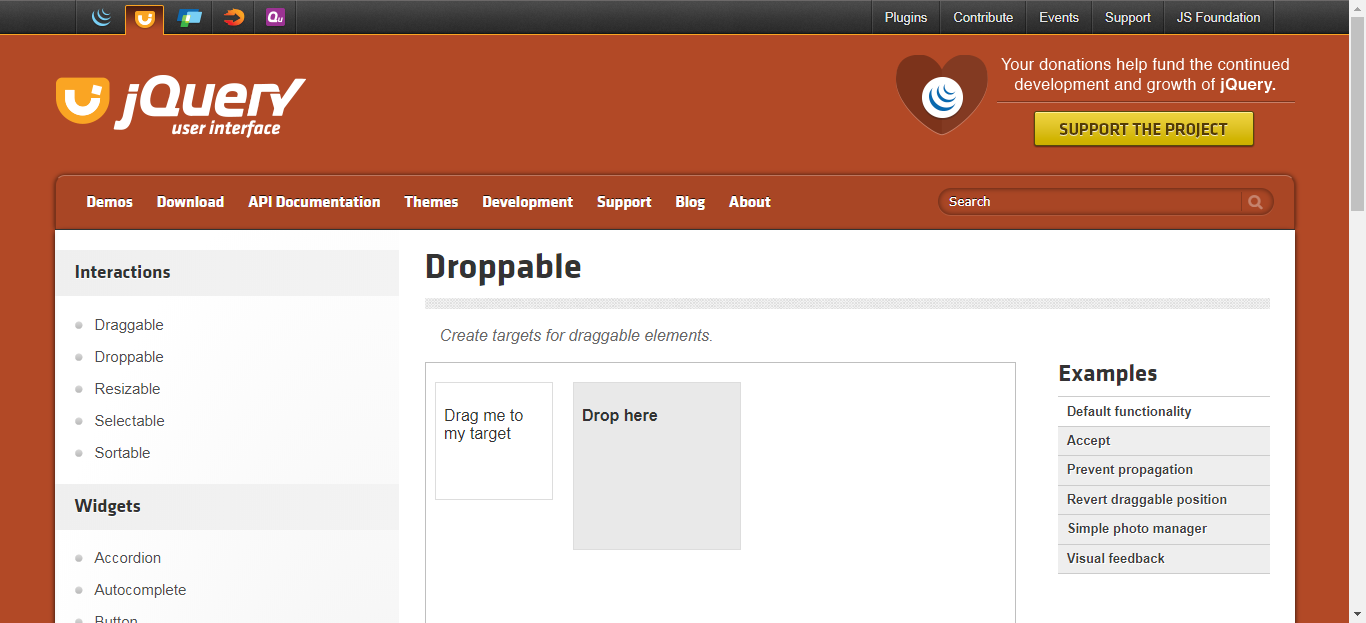 Qu
Plugins
Contribute
Events
Support
JS Foundation
jQuery
user interface
Your donations help fund the continued
development and growth of jQuery.
SUPPORT THE PROJECT
Demos
Download
API Documentation
Themes
Development
Support
Blog
About
Search
Interactions
Draggable
Droppable
Resizable
Selectable
Sortable
Widgets
Accordion
Autocomplete
Button
Droppable
Create targets for draggable elements.
Drag me to
my target
Drop here
Examples
Default functionality
Accept
Prevent propagation
Revert draggable position
Simple photo manager
Visual feedback